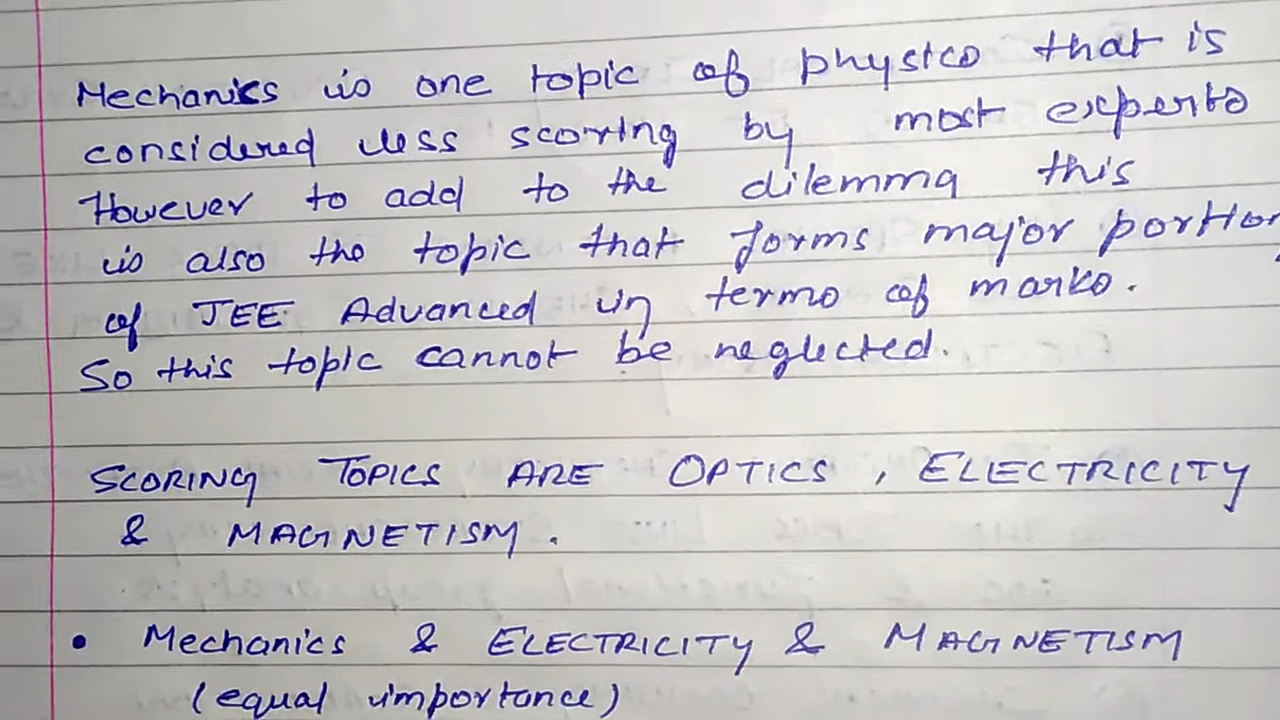 Mechanics is one topic of physics that is
considered less scoring by most experts
However to add to the dilemma this
is also the topic that forms major portion
of JEE Advanced in terms of marks.
So this topic cannot be neglected.
SCORING TOPICS ARE OPTICS, ELECTRICITY
& MAGNETISM.
• Mechanics & ELECTRICITY & MAGNETISM
(equal importance)